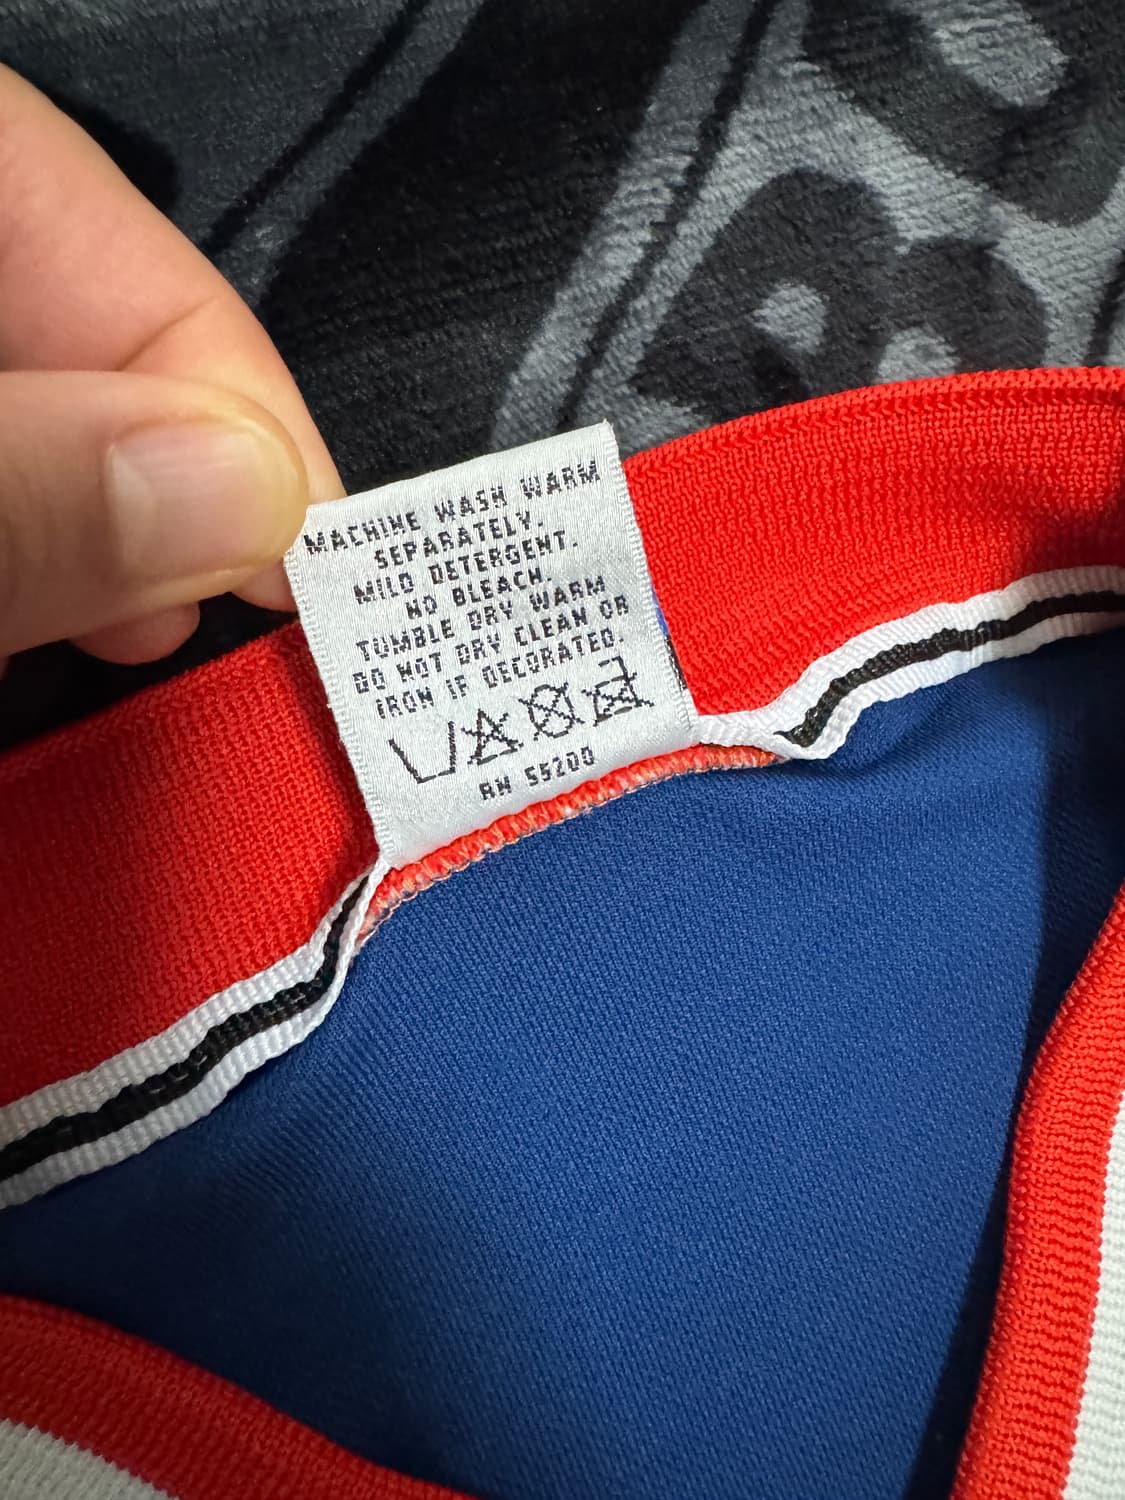 MACHINE WASH WARM
SEPARATELY.
MILD DETERGENT.
NO BLEACH.
TUMBLE DRY WARM
DO NOT DRY CLEAN OR
IRON IF DECORATED.
RN 55200